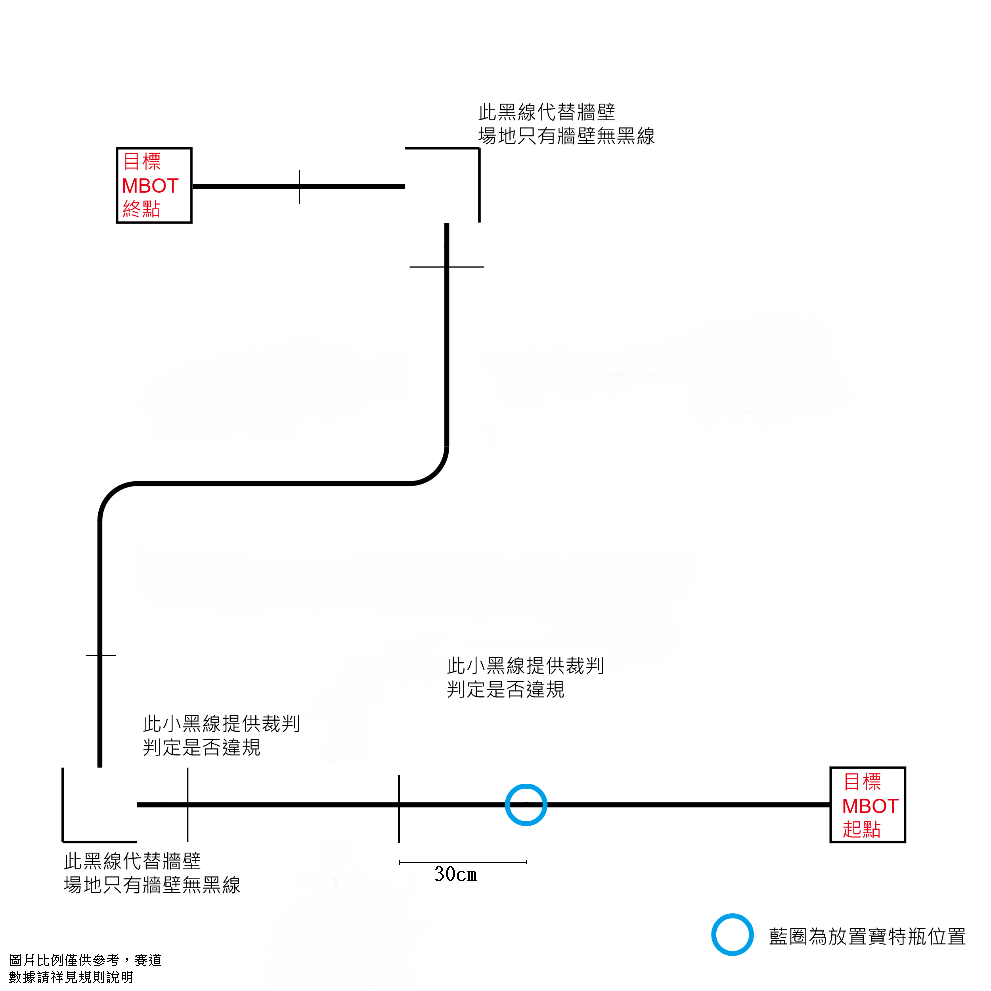 此黑線代替牆壁
場地只有牆壁無黑線
目標
MBOT
終點
此小黑線提供裁判
判定是否違規
此小黑線提供裁判
判定是否違規
目標
MBOT
起點
此黑線代替牆壁
場地只有牆壁無黑線
30cm
藍圈為放置寶特瓶位置
圖片比例僅供參考，賽道
數據請祥見規則說明